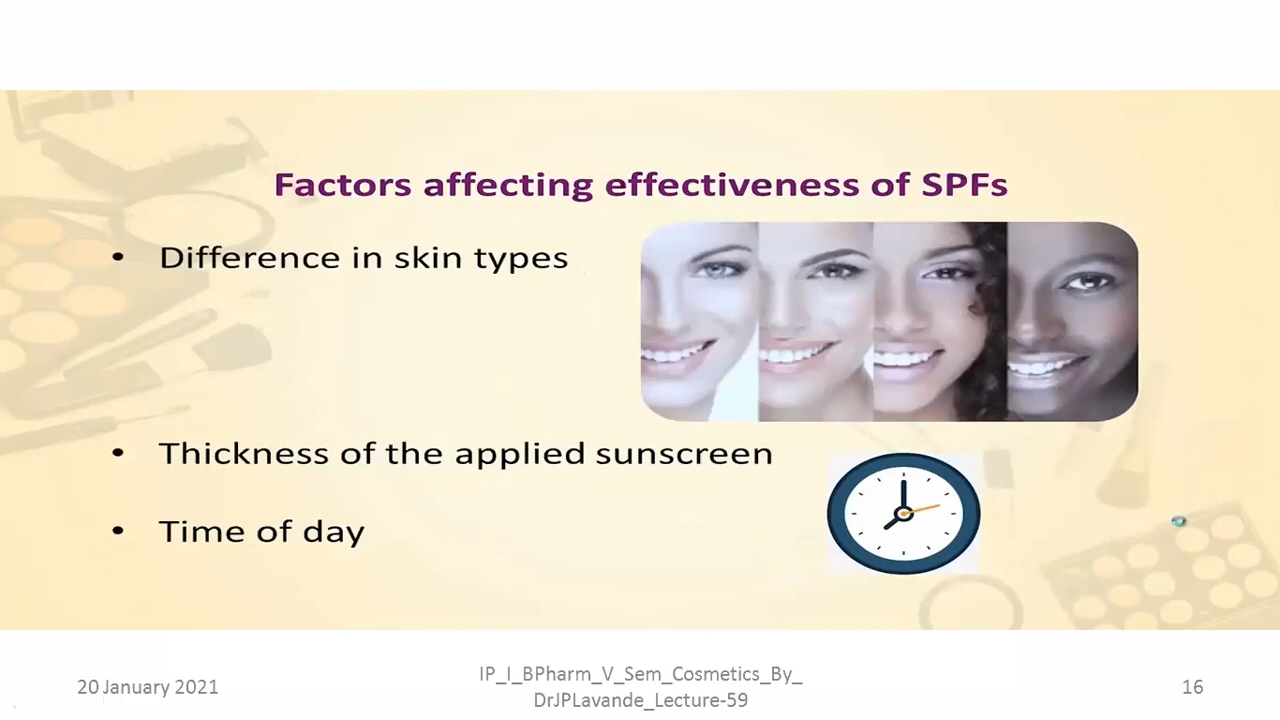 Factors affecting effectiveness of SPFs
• Difference in skin types
• Thickness of the applied sunscreen
• Time of day
20 January 2021
IP_I_BPharm_V_Sem_Cosmetics_By_
DrJPLavande_Lecture-59
16